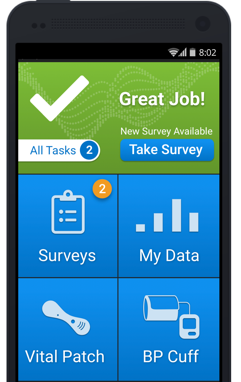 8:02
Great Job!
New Survey Available
All Tasks 2
Take Survey
2
Surveys
My Data
Vital Patch
BP Cuff